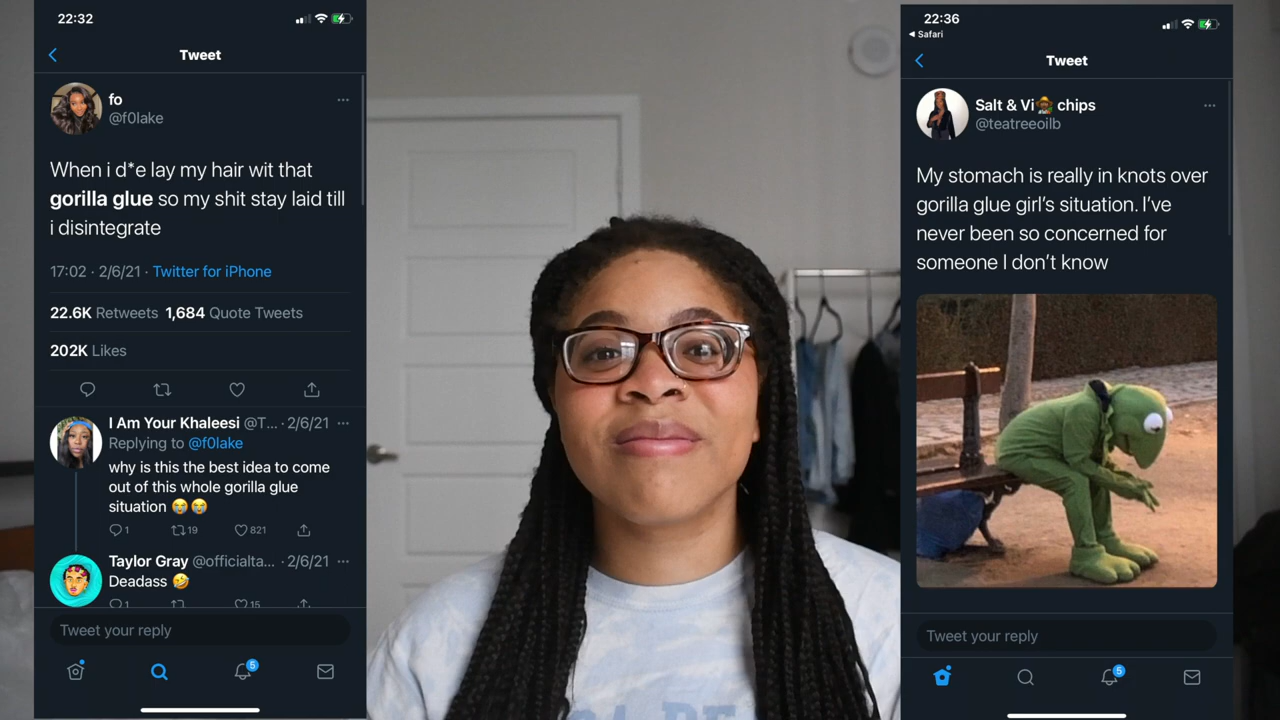 22:32
Tweet
fo
@f0lake
When i d*e lay my hair wit that
gorilla glue so my shit stay laid till
i disintegrate
17:02 · 2/6/21 · Twitter for iPhone
22.6K Retweets 1,684 Quote Tweets
202K Likes
I Am Your Khaleesi @T... · 2/6/21
Replying to @f0lake
why is this the best idea to come
out of this whole gorilla glue
situation 😭😭
1 19 821
Taylor Gray @officialta... · 2/6/21
Deadass 🤣
1 15
Tweet your reply
5
22:36
Safari
Tweet
Salt & Vi chips
@teatreeoilb
My stomach is really in knots over
gorilla glue girl’s situation. I’ve
never been so concerned for
someone I don’t know
Tweet your reply
5